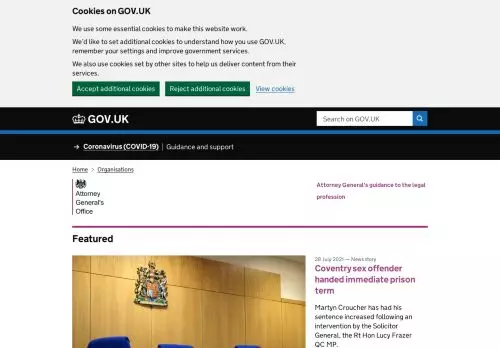 Cookies on GOV.UK
We use some essential cookies to make this website work.
We'd like to set additional cookies to understand how you use GOV.UK,
remember your settings and improve government services.
We also use cookies set by other sites to help us deliver content from their
services.
Accept additional cookies Reject additional cookies View cookies
GOV.UK
Search on GOV.UK
→ Coronavirus (COVID-19) Guidance and support
Home > Organisations
Attorney
General's
Office
Attorney General's guidance to the legal
profession
Featured
28 July 2021 — News story
Coventry sex offender
handed immediate prison
term
Martyn Croucher has had his
sentence increased following an
intervention by the Solicitor
General, the Rt Hon Lucy Frazer
QC MP.